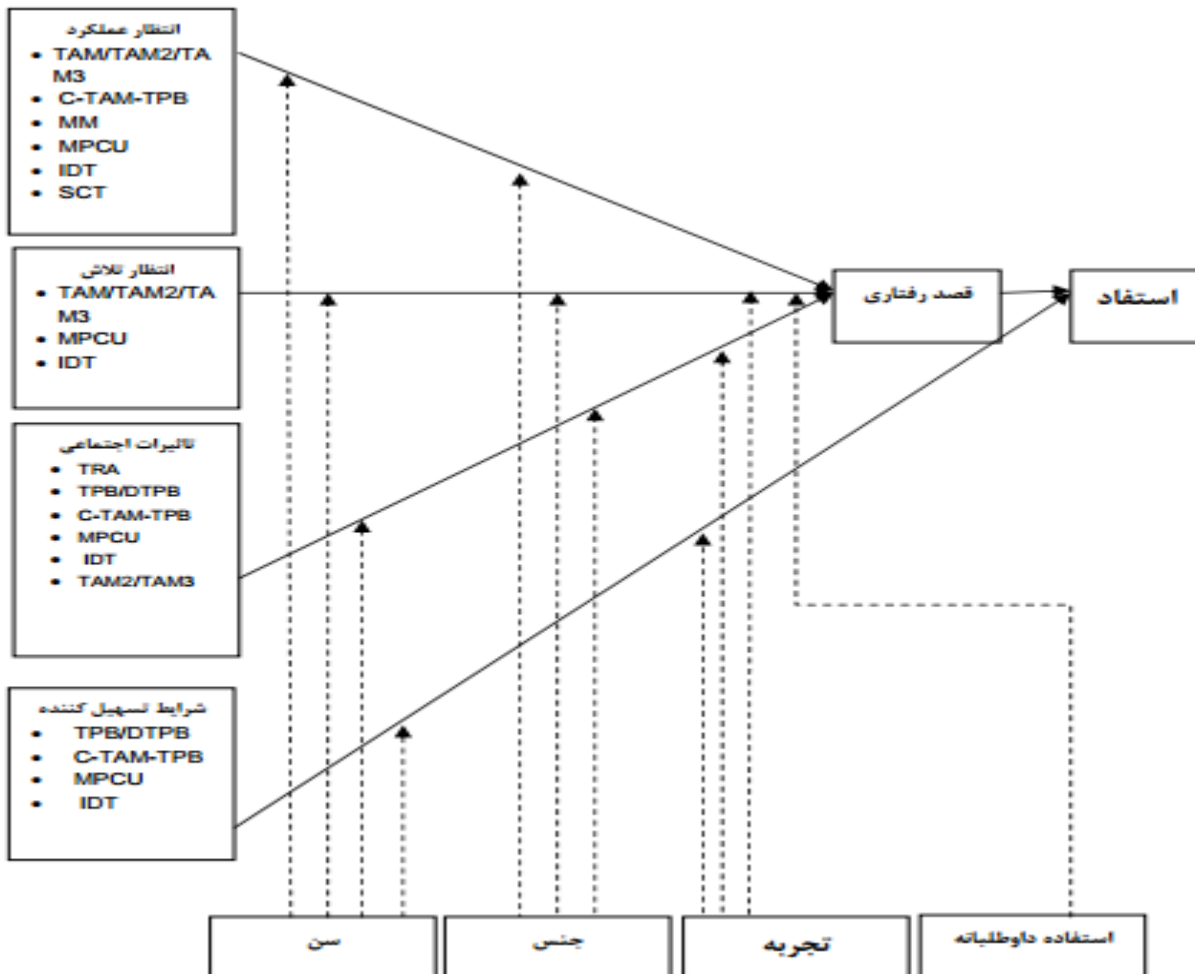 انتظار عملکرد
• TAM/TAM2/TA
M3
• C-TAM-TPB
• MM
• MPCU
• IDT
• SCT
انتظار تلاش
• TAM/TAM2/TA
M3
• MPCU
• IDT
تاثیرات اجتماعی
• TRA
• TPB/DTPB
• C-TAM-TPB
• MPCU
• IDT
• TAM2/TAM3
شرایط تسهیل کننده
• TPB/DTPB
• C-TAM-TPB
• MPCU
• IDT
قصد رفتاری
استفاد
سن
جنس
تجربه
استفاده داوطلبانه